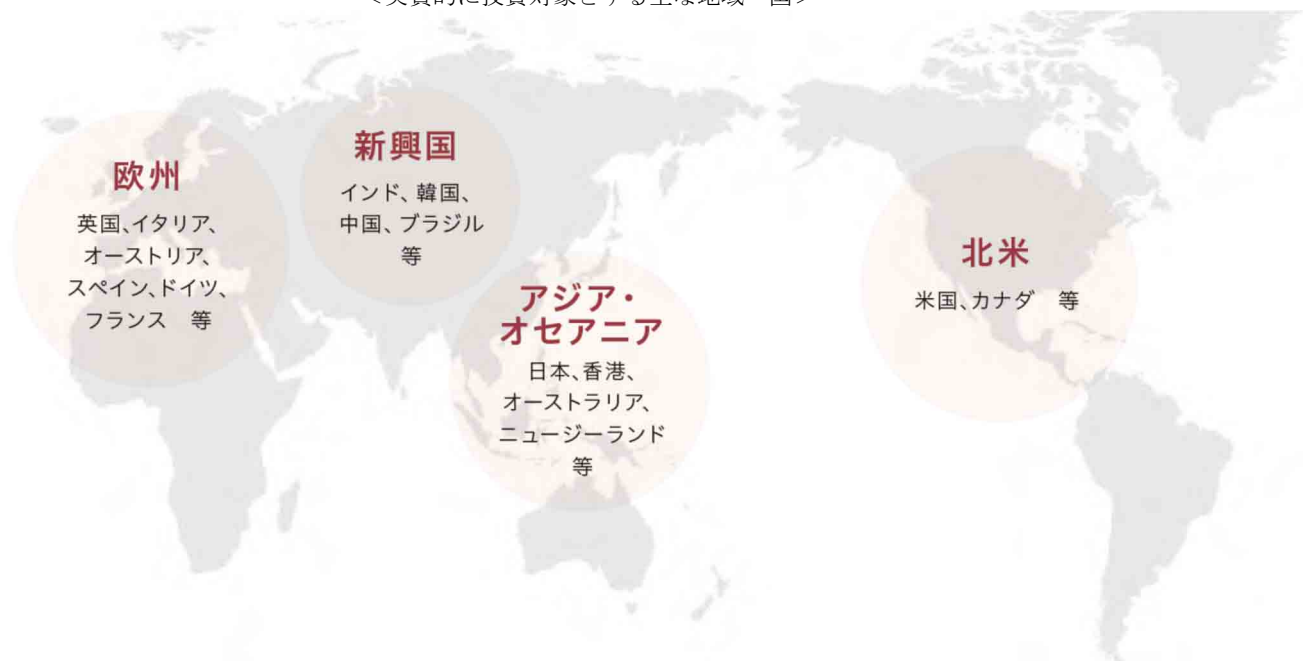 欧州
英国、イタリア、
オーストリア、
スペイン、ドイツ、
フランス　等
新興国
インド、韓国、
中国、ブラジル
等
アジア・
オセアニア
日本、香港、
オーストラリア、
ニュージーランド
等
北米
米国、カナダ　等